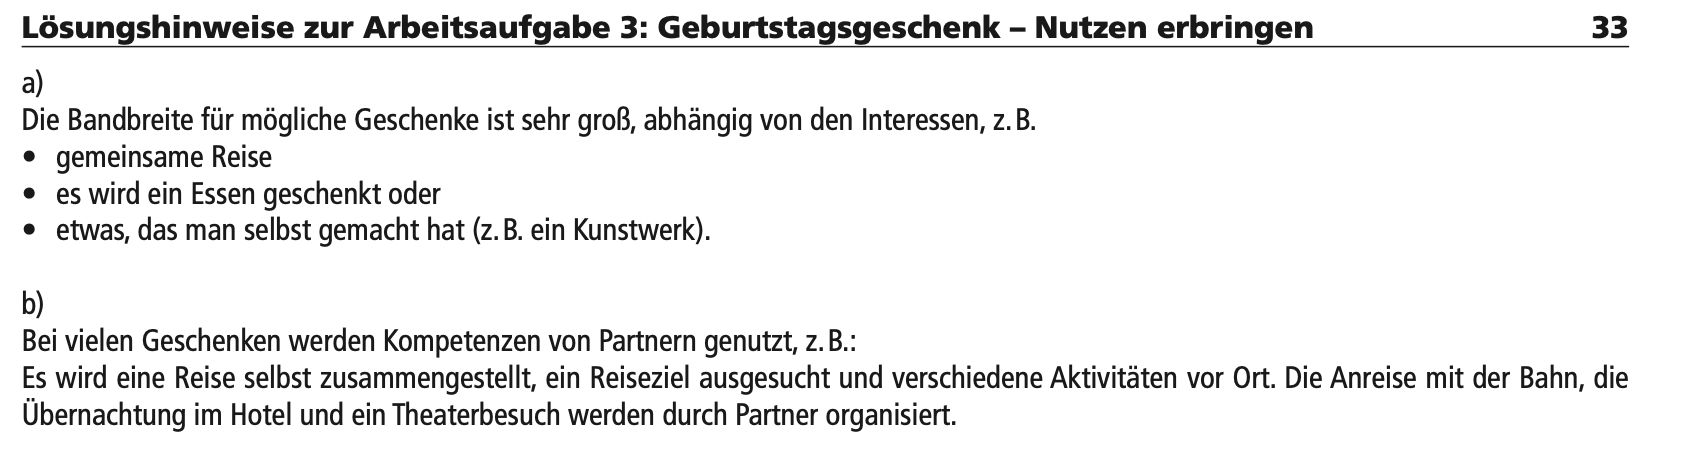 Lösungshinweise zur Arbeitsaufgabe 3: Geburtstagsgeschenk – Nutzen erbringen 33
a)
Die Bandbreite für mögliche Geschenke ist sehr groß, abhängig von den Interessen, z. B.
• gemeinsame Reise
• es wird ein Essen geschenkt oder
• etwas, das man selbst gemacht hat (z. B. ein Kunstwerk).
b)
Bei vielen Geschenken werden Kompetenzen von Partnern genutzt, z. B.:
Es wird eine Reise selbst zusammengestellt, ein Reiseziel ausgesucht und verschiedene Aktivitäten vor Ort. Die Anreise mit der Bahn, die
Übernachtung im Hotel und ein Theaterbesuch werden durch Partner organisiert.